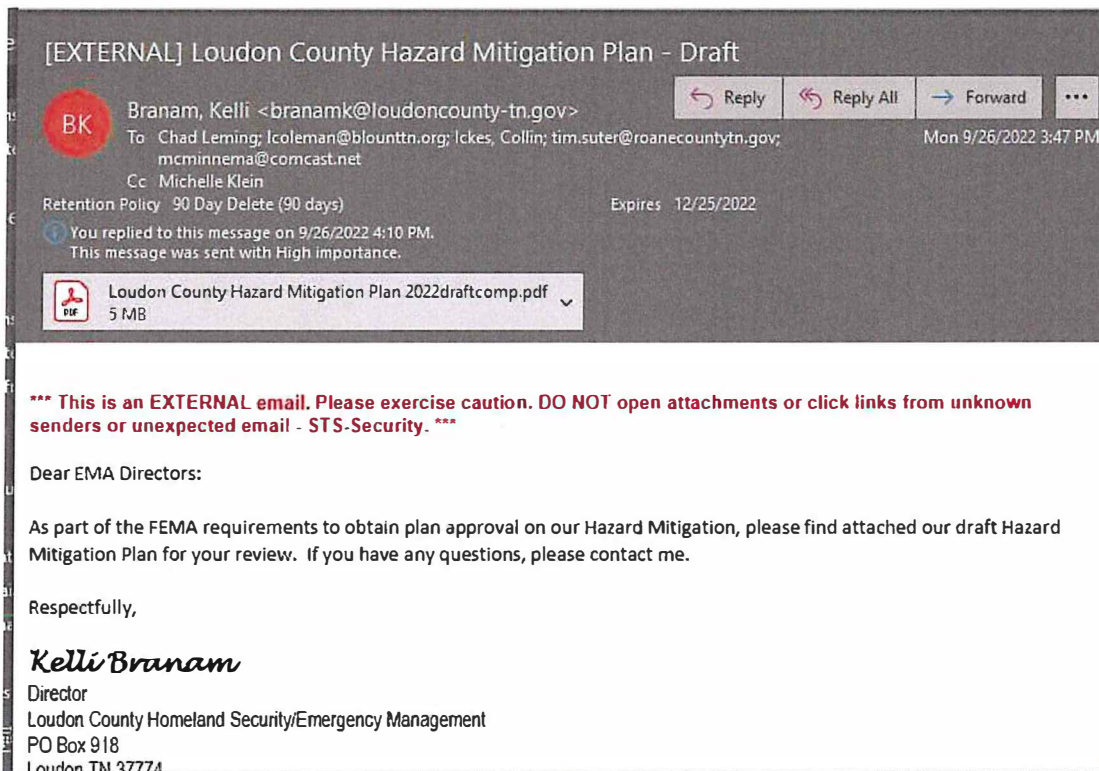 [EXTERNAL] Loudon County Hazard Mitigation Plan - Draft
Reply
Reply All
Forward
...
BK
Branam, Kelli <branamk@loudoncounty-tn.gov>
To Chad Leming; lcoleman@blounttn.org; Ickes, Collin; tim.suter@roanecountytn.gov;
mcminnema@comcast.net
Mon 9/26/2022 3:47 PM
Cc Michelle Klein
Retention Policy 90 Day Delete (90 days)
Expires 12/25/2022
You replied to this message on 9/26/2022 4:10 PM.
This message was sent with High importance.
PDF
Loudon County Hazard Mitigation Plan 2022draftcomp.pdf
5 MB
*** This is an EXTERNAL email. Please exercise caution. DO NOT open attachments or click links from unknown
senders or unexpected email - STS-Security. ***
Dear EMA Directors:
As part of the FEMA requirements to obtain plan approval on our Hazard Mitigation, please find attached our draft Hazard
Mitigation Plan for your review. If you have any questions, please contact me.
Respectfully,
Kelli Branam
Director
Loudon County Homeland Security/Emergency Management
PO Box 918
Loudon TN 37774